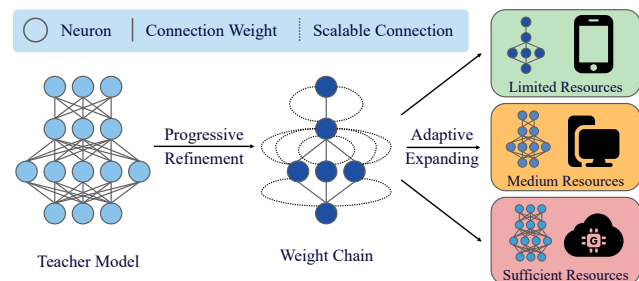 Neuron
Connection Weight
Scalable Connection
Limited Resources
Progressive
Refinement
Adaptive
Expanding
Medium Resources
G
Teacher Model
Weight Chain
Sufficient Resources